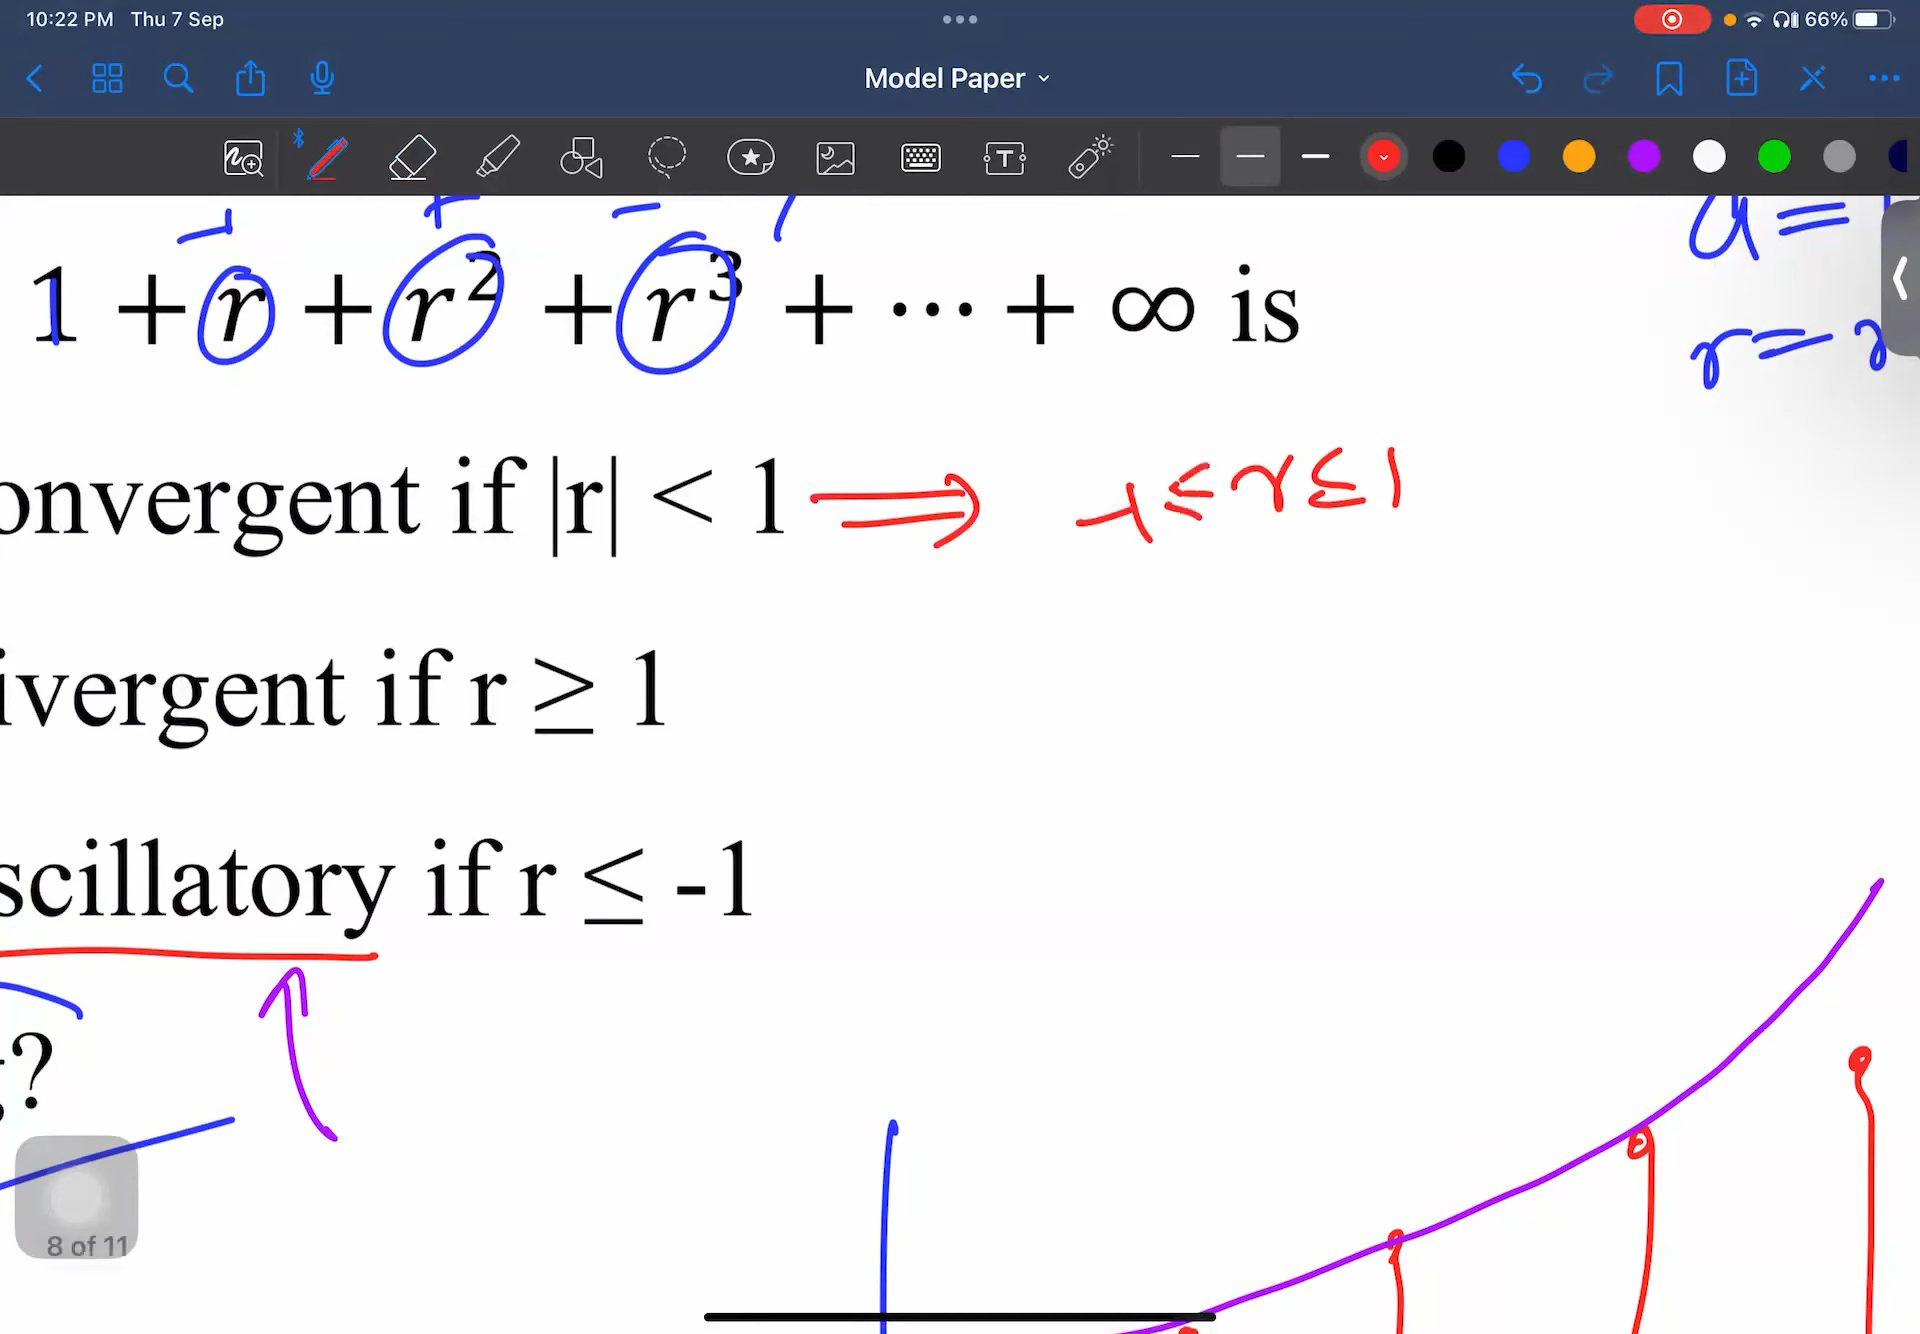 10:22 PM Thu 7 Sep
66%
Model Paper
T
-1 + -
a =
1 + r + r² + r³ + ⋯ + ∞ is
r =
onvergent if |r| < 1 ⟹ -1 ≤ r ≤ 1
ivergent if r ≥ 1
scillatory if r ≤ -1
?
8 of 11